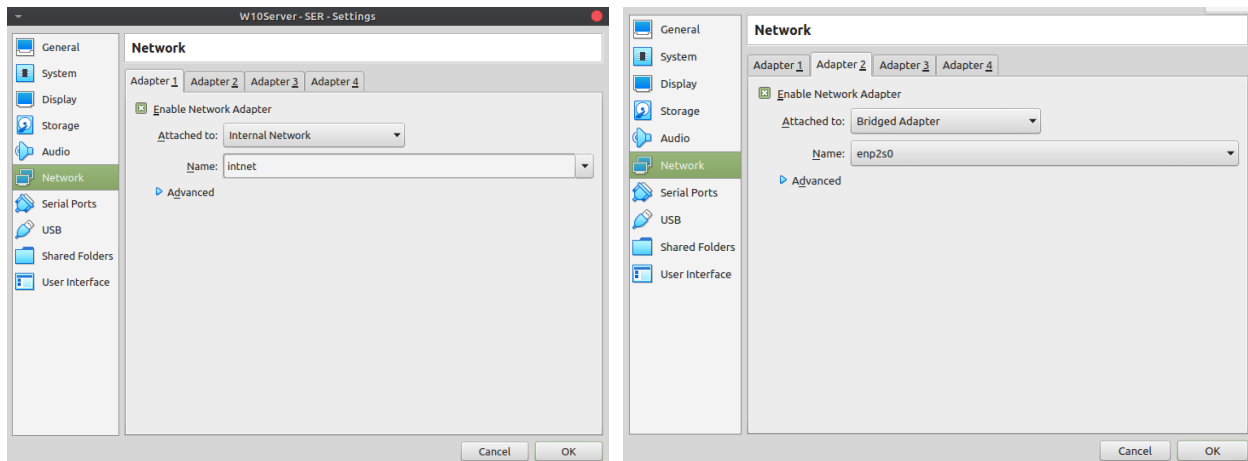 W10Server - SER - Settings
General
System
Display
Storage
Audio
Network
Serial Ports
USB
Shared Folders
User Interface
Network
Adapter 1 Adapter 2 Adapter 3 Adapter 4
Enable Network Adapter
Attached to: Internal Network
Name: intnet
Advanced
Cancel OK
General
System
Display
Storage
Audio
Network
Serial Ports
USB
Shared Folders
User Interface
Network
Adapter 1 Adapter 2 Adapter 3 Adapter 4
Enable Network Adapter
Attached to: Bridged Adapter
Name: enp2s0
Advanced
Cancel OK